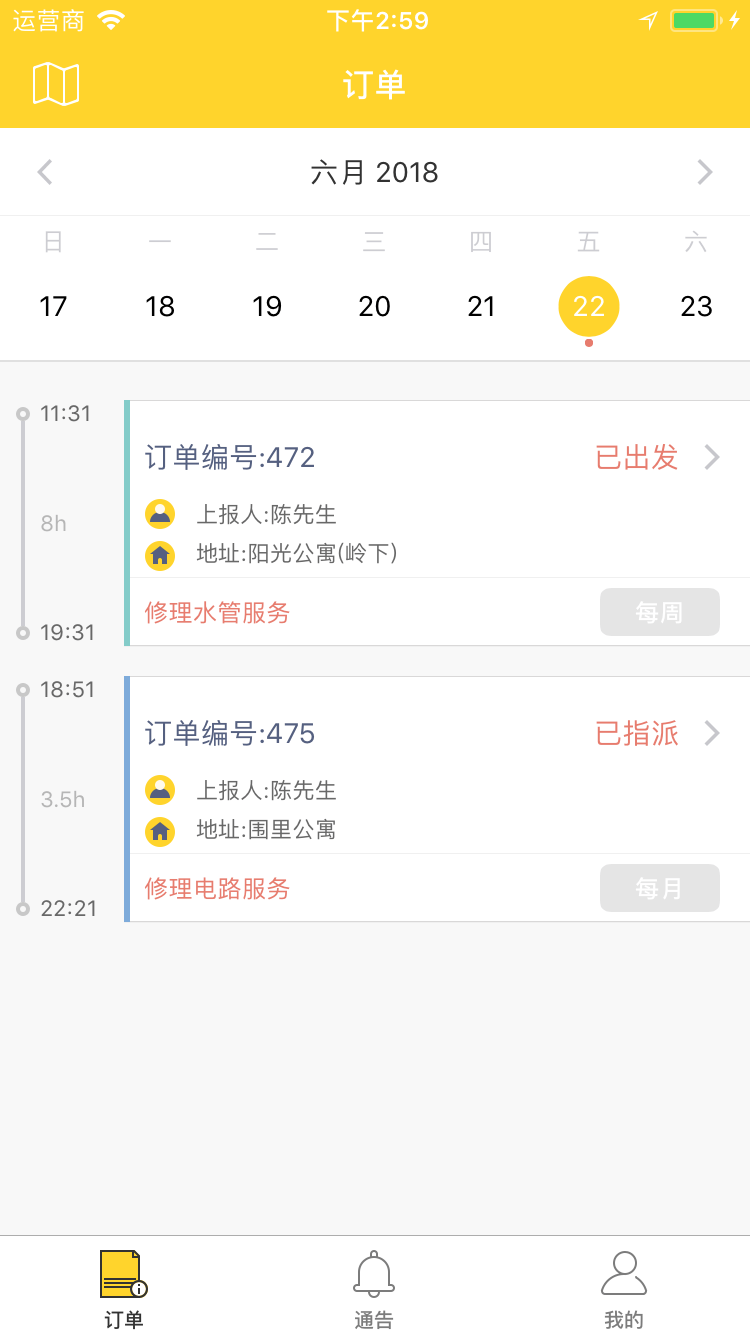 运营商 下午2:59
订单
六月 2018
日 一 二 三 四 五 六
17 18 19 20 21 22 23
11:31
订单编号:472 已出发
上报人:陈先生
8h
地址:阳光公寓(岭下)
修理水管服务 每周
19:31
18:51
订单编号:475 已指派
上报人:陈先生
3.5h
地址:围里公寓
修理电路服务 每月
22:21
订单 通告 我的